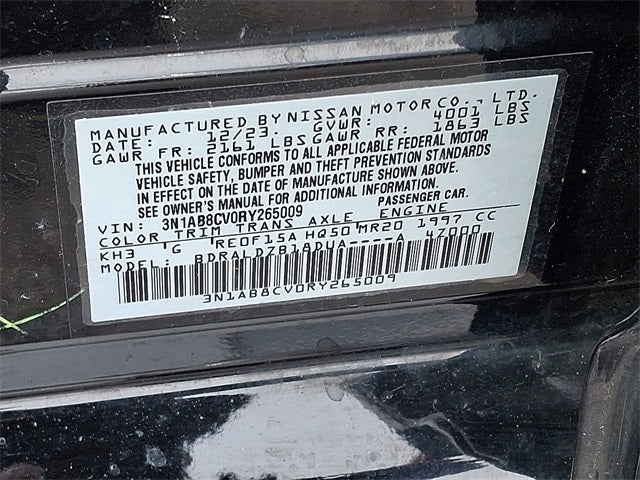 MANUFACTURED BY NISSAN MOTOR CO., LTD.
DATE: 12/23. GVWR: 4001 LBS
GAWR FR: 2161 LBS GAWR RR: 1863 LBS
THIS VEHICLE CONFORMS TO ALL APPLICABLE FEDERAL MOTOR
VEHICLE SAFETY, BUMPER AND THEFT PREVENTION STANDARDS
IN EFFECT ON THE DATE OF MANUFACTURE SHOWN ABOVE.
SEE OWNER'S MANUAL FOR ADDITIONAL INFORMATION.
VIN: 3N1AB8CV0RY265009 PASSENGER CAR.
COLOR TRIM TRANS AXLE ENGINE
KH3 G RE0F15A H250 MR20 1997 CC
MODEL: BDRALDZB18DUA----A 4Z000
3N1AB8CV0RY265009